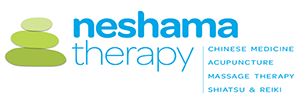 neshama
therapy
CHINESE MEDICINE
ACUPUNCTURE
MASSAGE THERAPY
SHIATSU & REIKI